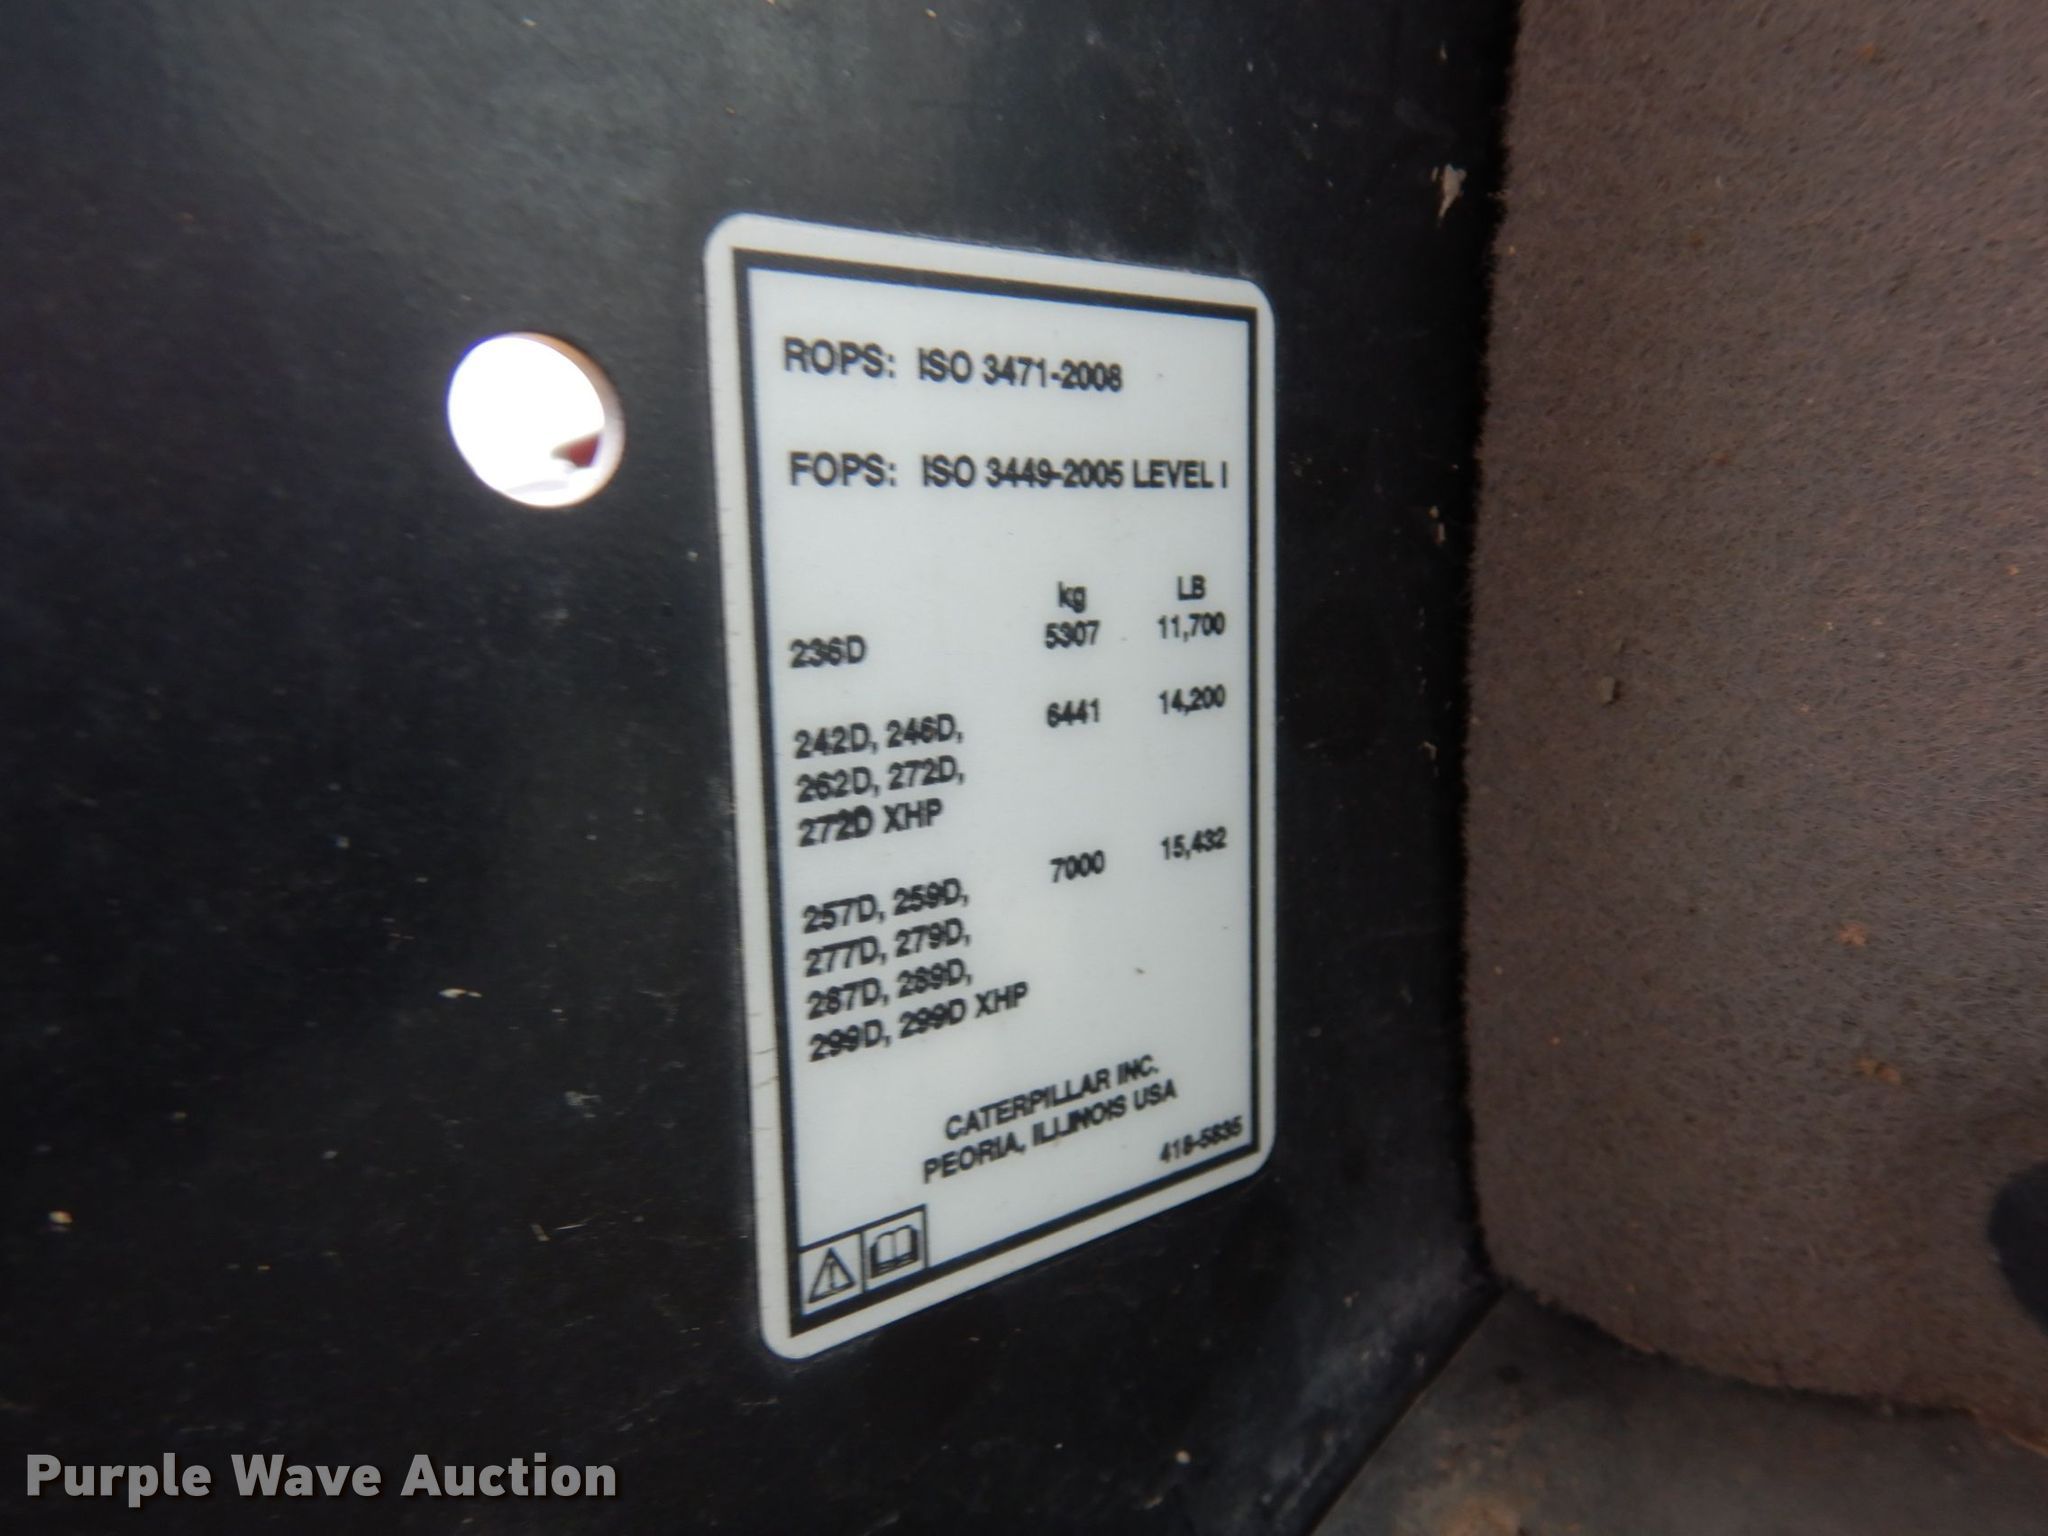 ROPS: ISO 3471-2008
FOPS: ISO 3449-2005 LEVEL I
kg LB
236D 5307 11,700
242D, 246D, 6441 14,200
262D, 272D,
272D XHP
257D, 259D, 7000 15,432
277D, 279D,
287D, 289D,
299D, 299D XHP
CATERPILLAR INC.
PEORIA, ILLINOIS USA
418-5835
Purple Wave Auction